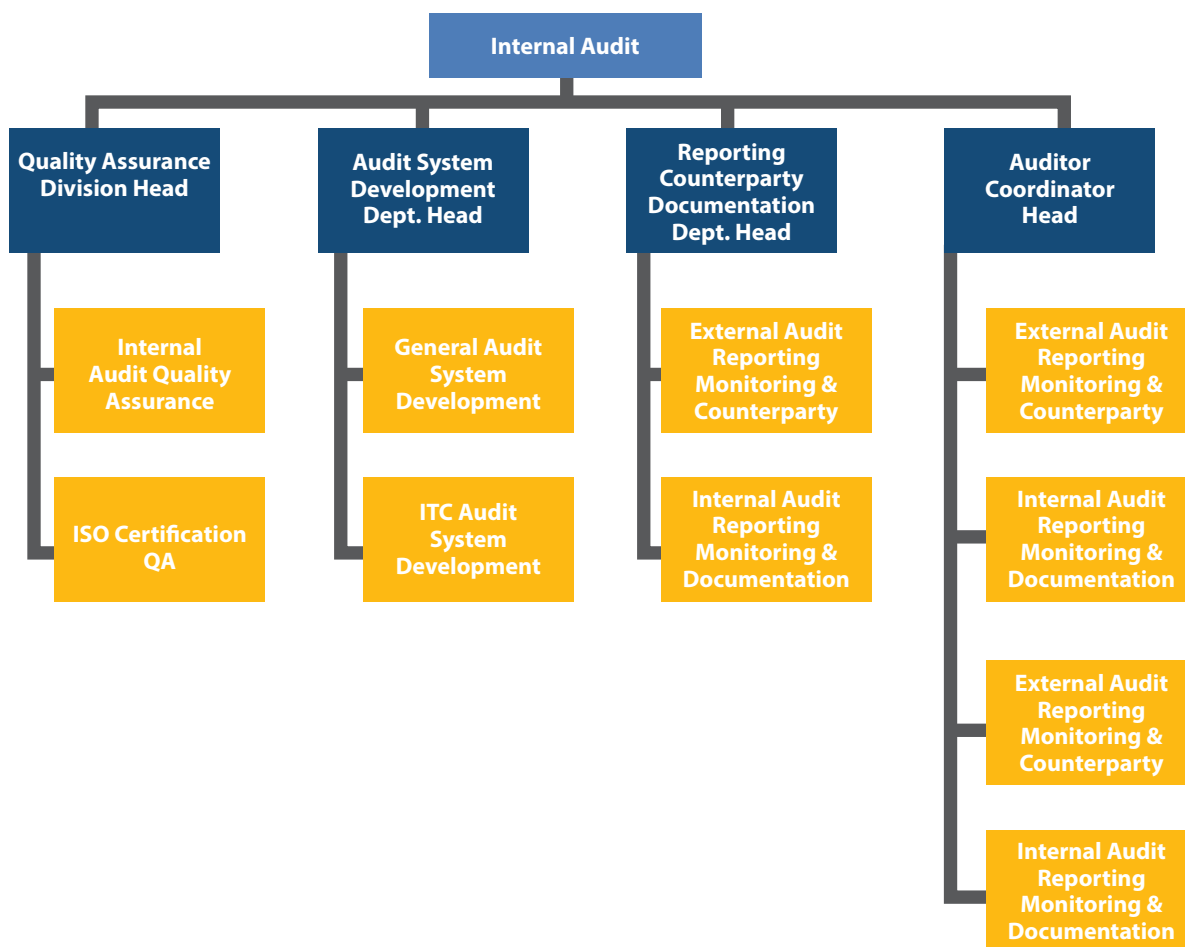 Internal Audit
Quality Assurance
Division Head
Audit System
Development
Dept. Head
Reporting
Counterparty
Documentation
Dept. Head
Auditor
Coordinator
Head
Internal
Audit Quality
Assurance
ISO Certification
QA
General Audit
System
Development
ITC Audit
System
Development
External Audit
Reporting
Monitoring &
Counterparty
Internal Audit
Reporting
Monitoring &
Documentation
External Audit
Reporting
Monitoring &
Counterparty
Internal Audit
Reporting
Monitoring &
Documentation
External Audit
Reporting
Monitoring &
Counterparty
Internal Audit
Reporting
Monitoring &
Documentation